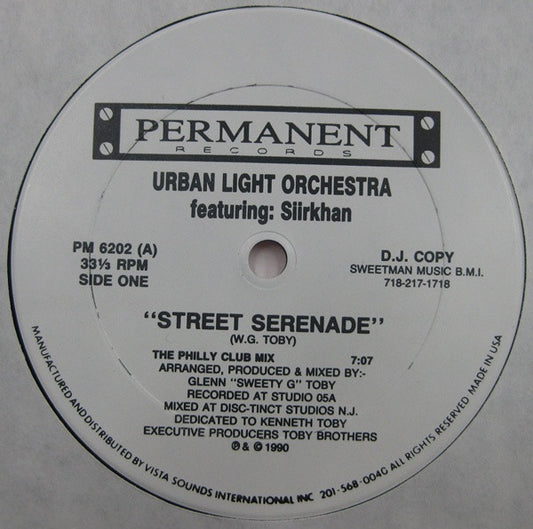 PERMANENT
RECORDS
URBAN LIGHT ORCHESTRA
featuring: Siirkhan
PM 6202 (A)
33⅓ RPM
SIDE ONE
D.J. COPY
SWEETMAN MUSIC B.M.I.
718-217-1718
"STREET SERENADE"
(W.G. TOBY)
THE PHILLY CLUB MIX 7:07
ARRANGED, PRODUCED & MIXED BY:-
GLENN "SWEETY G" TOBY
RECORDED AT STUDIO 05A
MIXED AT DISC-TINCT STUDIOS N.J.
DEDICATED TO KENNETH TOBY
EXECUTIVE PRODUCERS TOBY BROTHERS
℗ & © 1990
MANUFACTURED AND DISTRIBUTED BY VISTA SOUNDS INTERNATIONAL INC 201-568-0040 ALL RIGHTS RESERVED MADE IN USA